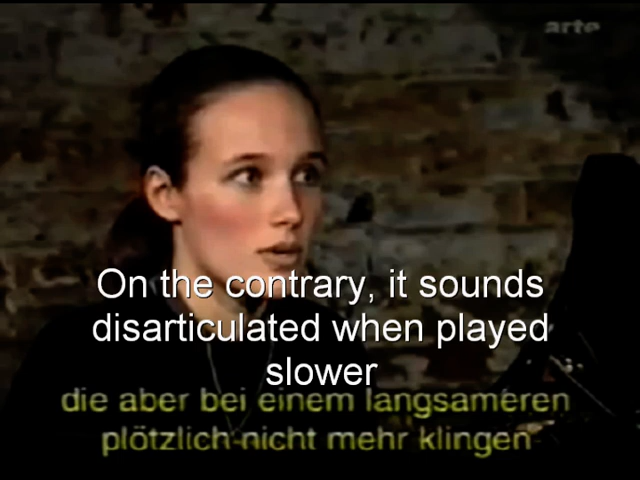 arte
On the contrary, it sounds
disarticulated when played
slower
die aber bei einem langsameren
plötzlich nicht mehr klingen